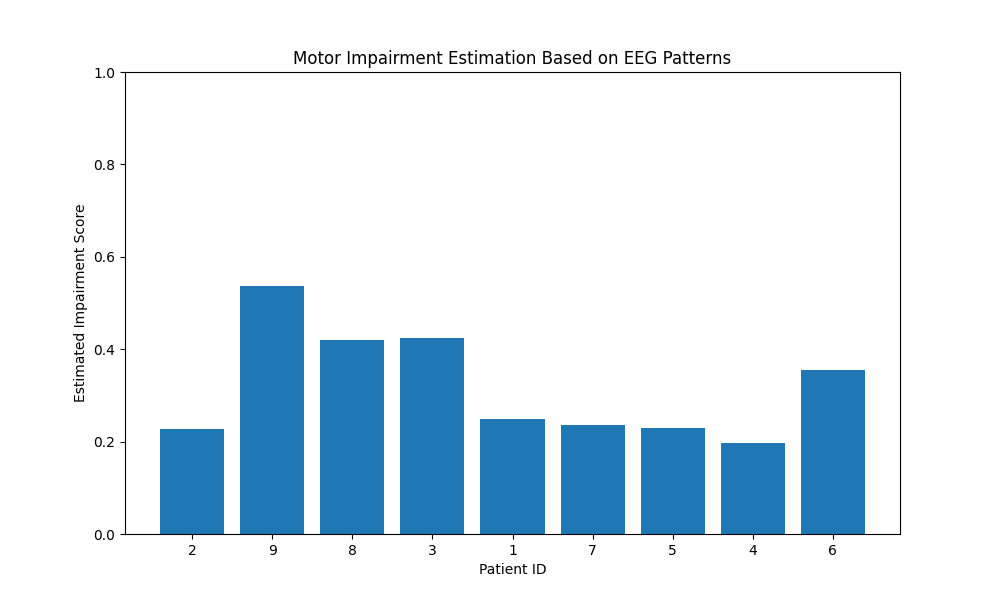 Motor Impairment Estimation Based on EEG Patterns
1.0
0.8
0.6
0.4
0.2
0.0
Estimated Impairment Score
2 9 8 3 1 7 5 4 6
Patient ID